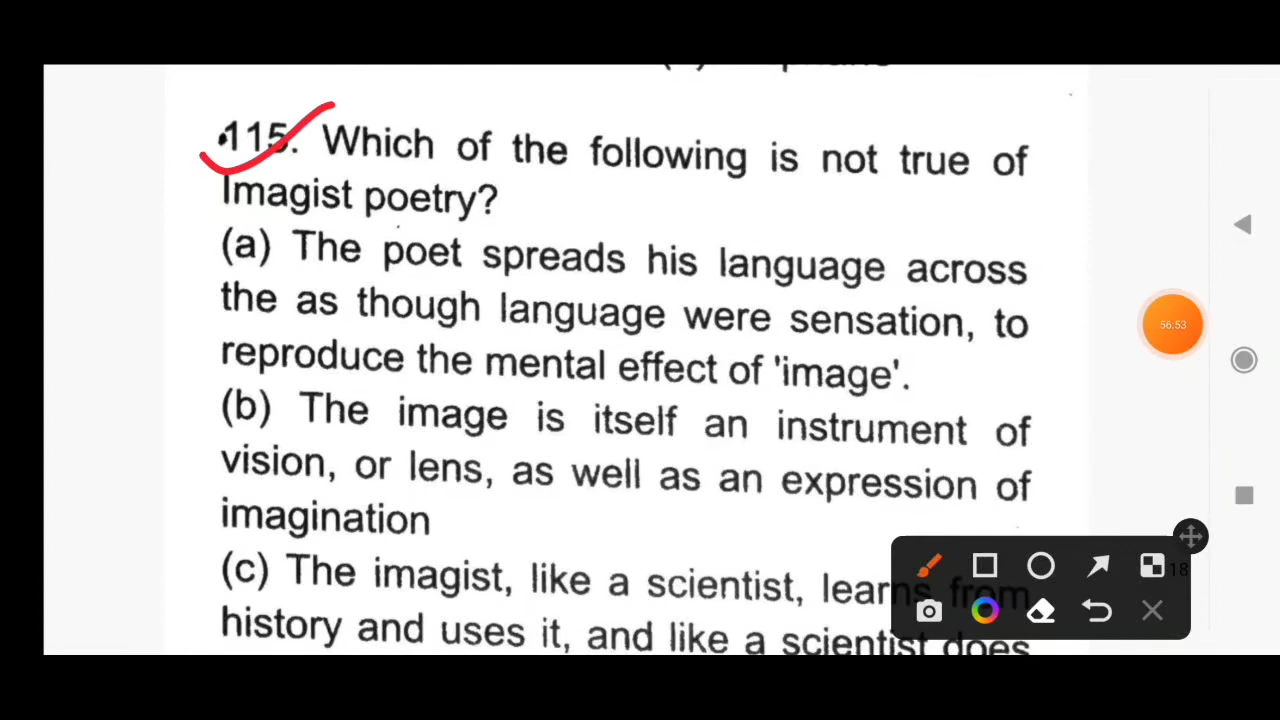 115. Which of the following is not true of
Imagist poetry?
(a) The poet spreads his language across
the as though language were sensation, to
reproduce the mental effect of 'image'.
(b) The image is itself an instrument of
vision, or lens, as well as an expression of
imagination
(c) The imagist, like a scientist, learns from
history and uses it, and like a scientist does
56:53
18